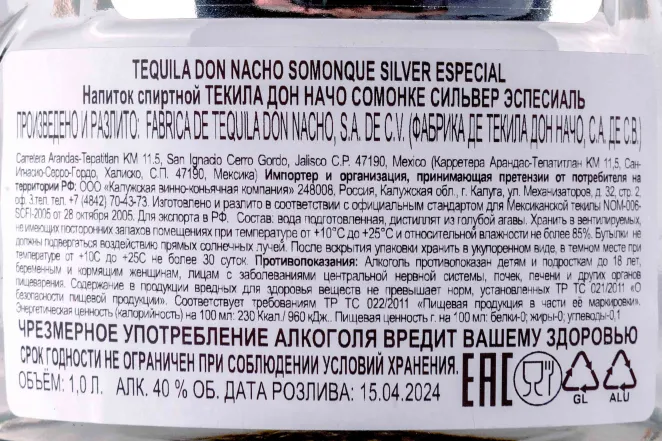 TEQUILA DON NACHO SOMONQUE SILVER ESPECIAL
Напиток спиртной ТЕКИЛА ДОН НАЧО СОМОНКЕ СИЛЬВЕР ЭСПЕСИАЛЬ
ПРОИЗВЕДЕНО И РАЗЛИТО: FABRICA DE TEQUILA DON NACHO, S.A. DE C.V. (ФАБРИКА ДЕ ТЕКИЛА ДОН НАЧО, С.А. ДЕ С.В.)
Carretera Arandas-Tepatitlan KM 11.5, San Ignacio Cerro Gordo, Jalisco C.P. 47190, Mexico (Карретера Арандас-Тепатитлан КМ 11.5, Сан-
Игнасио-Серро-Гордо, Халиско, С.П. 47190, Мексика) Импортер и организация, принимающая претензии от потребителя на
территории РФ: ООО «Калужская винно-коньячная компания» 248008, Россия, Калужская обл., г. Калуга, ул. Механизаторов, д. 32, стр. 2,
оф. 3.тел. тел. +7 (4842) 70-43-73. Изготовлено и разлито в соответствии с официальным стандартом для Мексиканской текилы NOM-006-
SCFI-2005 от 28 октября 2005. Для экспорта в РФ. Состав: вода подготовленная, дистиллят из голубой агавы. Хранить в вентилируемых,
не имеющих посторонних запахов помещениях при температуре от +10°С до +25°С и относительной влажности не более 85%. Бутылки не
должны подвергаться воздействию прямых солнечных лучей. После вскрытия упаковки хранить в укупоренном виде, в темном месте при
температуре от +10С до +25С не более 30 суток. Противопоказания: Алкоголь противопоказан детям и подросткам до 18 лет,
беременным и кормящим женщинам, лицам с заболеваниями центральной нервной системы, почек, печени и других органов
пищеварения. Содержание в продукции вредных для здоровья веществ не превышает норм, установленных ТР ТС 021/2011 «О
безопасности пищевой продукции». Соответствует требованиям ТР ТС 022/2011 «Пищевая продукция в части её маркировки».
Энергетическая ценность (калорийность) на 100 мл: 230 Ккал./ 960 кДж.. Пищевая ценность г. на 100 мл: белки-0; жиры-0; углеводы-0,1
ЧРЕЗМЕРНОЕ УПОТРЕБЛЕНИЕ АЛКОГОЛЯ ВРЕДИТ ВАШЕМУ ЗДОРОВЬЮ
СРОК ГОДНОСТИ НЕ ОГРАНИЧЕН ПРИ СОБЛЮДЕНИИ УСЛОВИЙ ХРАНЕНИЯ.
ОБЪЁМ: 1,0 Л. АЛК. 40 % ОБ. ДАТА РОЗЛИВА: 15.04.2024
EAC
GL ALU